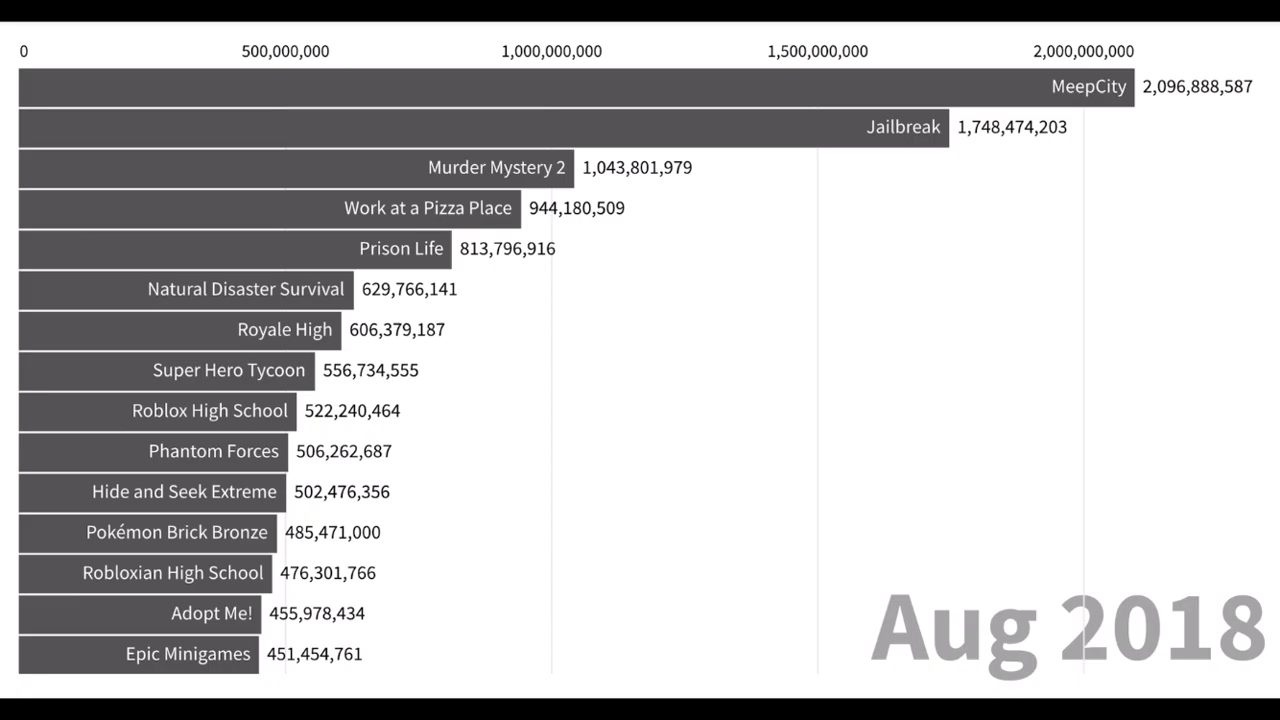 0 500,000,000 1,000,000,000 1,500,000,000 2,000,000,000
MeepCity 2,096,888,587
Jailbreak 1,748,474,203
Murder Mystery 2 1,043,801,979
Work at a Pizza Place 944,180,509
Prison Life 813,796,916
Natural Disaster Survival 629,766,141
Royale High 606,379,187
Super Hero Tycoon 556,734,555
Roblox High School 522,240,464
Phantom Forces 506,262,687
Hide and Seek Extreme 502,476,356
Pokémon Brick Bronze 485,471,000
Robloxian High School 476,301,766
Adopt Me! 455,978,434
Epic Minigames 451,454,761
Aug 2018